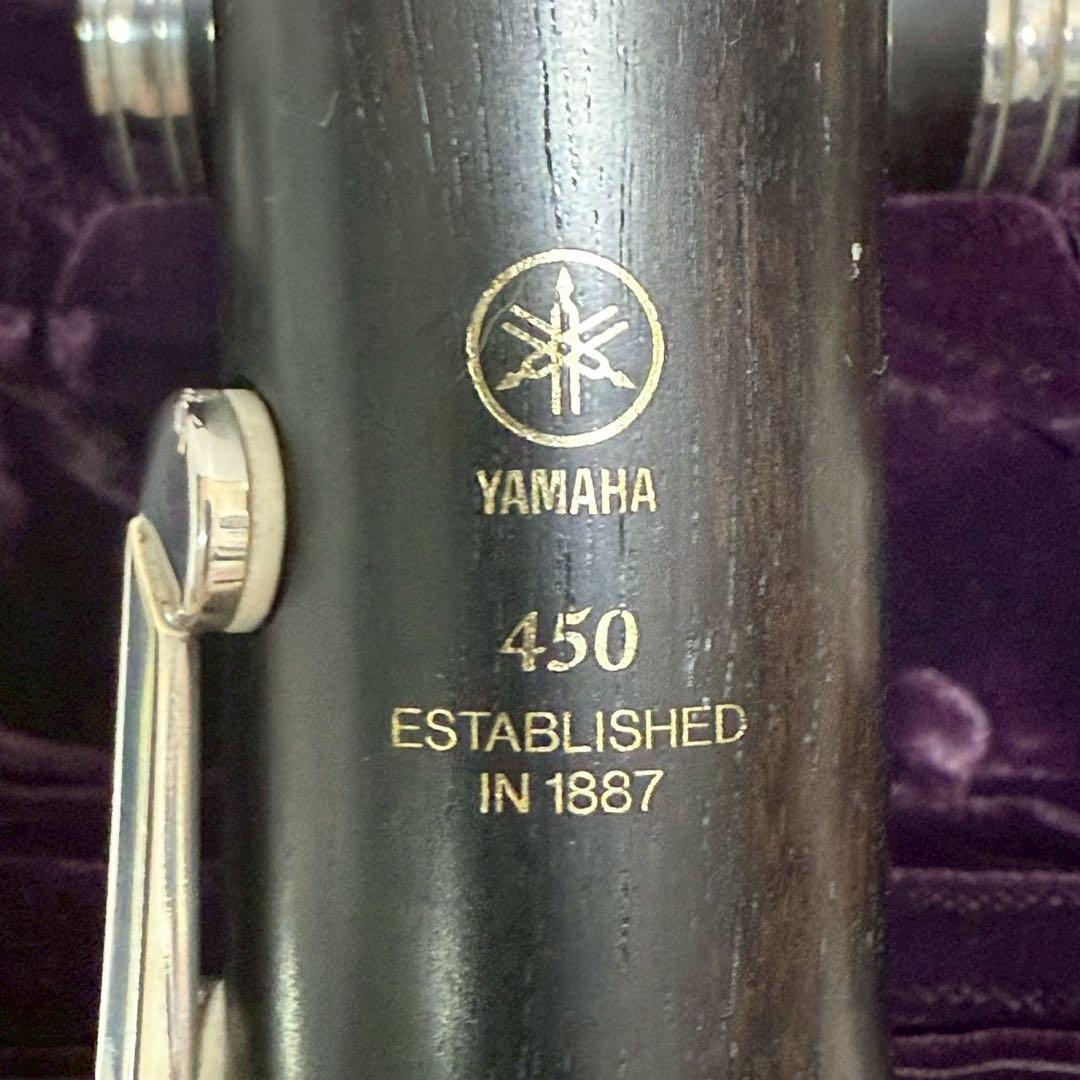 YAMAHA
450
ESTABLISHED
IN 1887